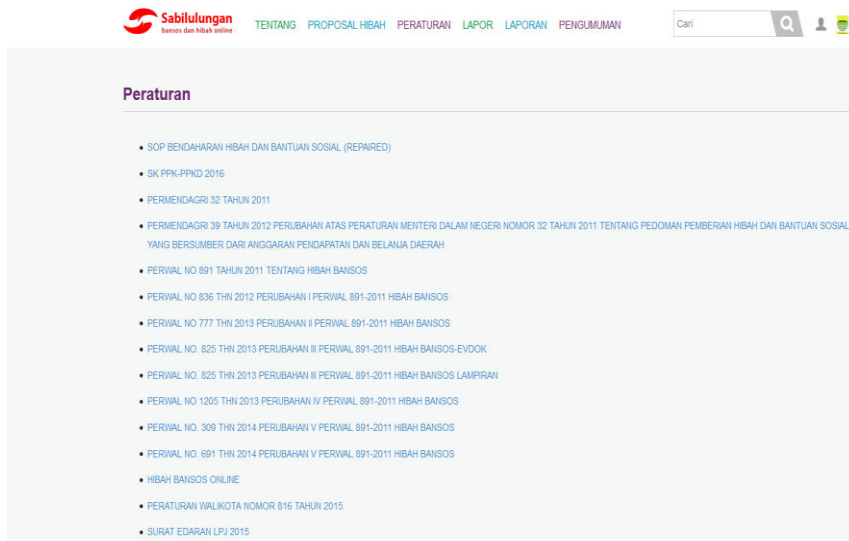 Sabilulungan
bansos dan hibah online
TENTANG PROPOSAL HIBAH PERATURAN LAPOR LAPORAN PENGUMUMAN
Cari
Peraturan
SOP BENDAHARAN HIBAH DAN BANTUAN SOSIAL (REPAIRED)
SK PPK-PPKD 2016
PERMENDAGRI 32 TAHUN 2011
PERMENDAGRI 39 TAHUN 2012 PERUBAHAN ATAS PERATURAN MENTERI DALAM NEGERI NOMOR 32 TAHUN 2011 TENTANG PEDOMAN PEMBERIAN HIBAH DAN BANTUAN SOSIAL
YANG BERSUMBER DARI ANGGARAN PENDAPATAN DAN BELANJA DAERAH
PERWAL NO 891 TAHUN 2011 TENTANG HIBAH BANSOS
PERWAL NO 836 THN 2012 PERUBAHAN I PERWAL 891-2011 HIBAH BANSOS
PERWAL NO 777 THN 2013 PERUBAHAN II PERWAL 891-2011 HIBAH BANSOS
PERWAL NO. 825 THN 2013 PERUBAHAN III PERWAL 891-2011 HIBAH BANSOS-EVDOK
PERWAL NO. 825 THN 2013 PERUBAHAN III PERWAL 891-2011 HIBAH BANSOS LAMPIRAN
PERWAL NO 1205 THN 2013 PERUBAHAN IV PERWAL 891-2011 HIBAH BANSOS
PERWAL NO. 309 THN 2014 PERUBAHAN V PERWAL 891-2011 HIBAH BANSOS
PERWAL NO. 691 THN 2014 PERUBAHAN V PERWAL 891-2011 HIBAH BANSOS
HIBAH BANSOS ONLINE
PERATURAN WALIKOTA NOMOR 816 TAHUN 2015
SURAT EDARAN LPJ 2015